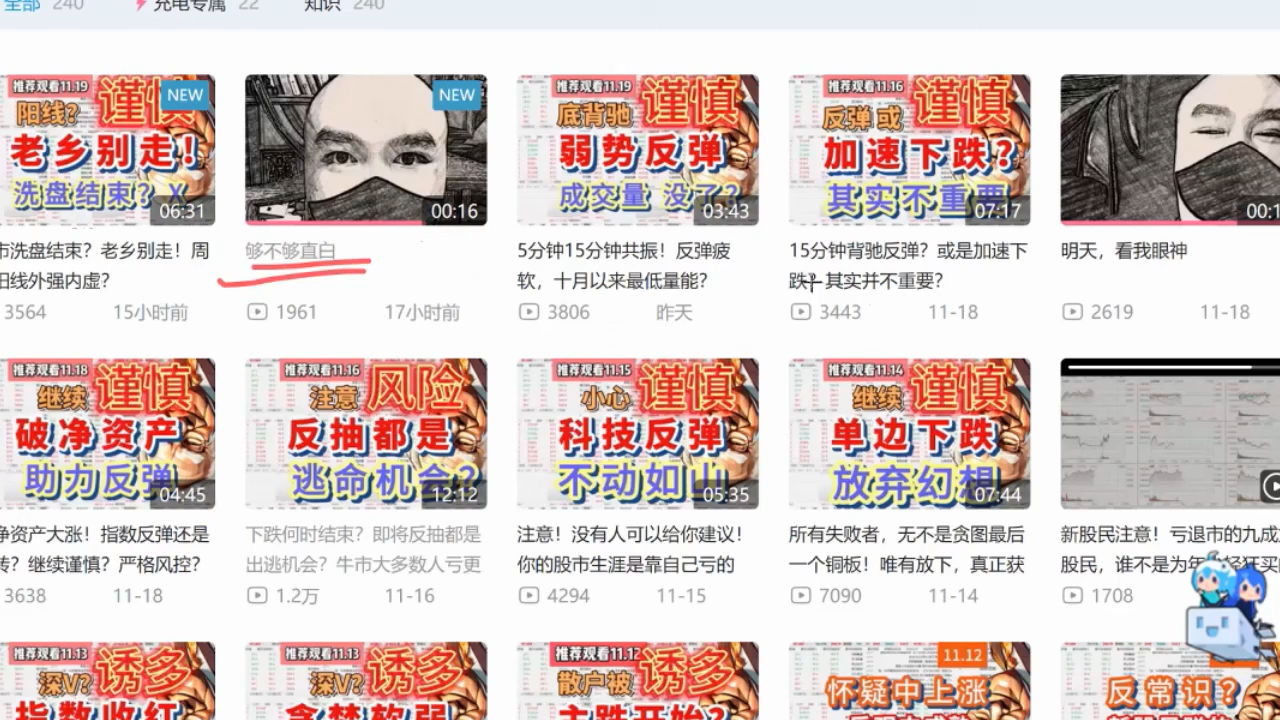 全部 240
充电专属 22
知识 240
推荐观看11.19
谨慎
NEW
阳线?
老乡别走!
洗盘结束?
06:31
NEW
00:16
推荐观看11.19
谨慎
底背驰
弱势反弹
成交量 没了?
03:43
推荐观看11.16
谨慎
反弹 或
加速下跌?
其实不重要
07:17
00:1
市洗盘结束?老乡别走!周
阳线外强内虚?
3564 15小时前
够不够直白
1961 17小时前
5分钟15分钟共振!反弹疲
软,十月以来最低量能?
3806 昨天
15分钟背驰反弹?或是加速下
跌?其实并不重要?
3443 11-18
明天,看我眼神
2619 11-18
推荐观看11.18
谨慎
继续
破净资产
助力反弹
04:45
推荐观看11.16
风险
注意
反抽都是
逃命机会?
12:12
推荐观看11.15
谨慎
小心
科技反弹
不动如山
05:35
推荐观看11.14
谨慎
继续
单边下跌
放弃幻想
07:44
净资产大涨!指数反弹还是
转?继续谨慎?严格风控?
3638 11-18
下跌何时结束?即将反抽都是
出逃机会?牛市大多数人亏更
1.2万 11-16
注意!没有人可以给你建议!
你的股市生涯是靠自己亏的
4294 11-15
所有失败者,无不是贪图最后
一个铜板!唯有放下,真正获
7090 11-14
新股民注意!亏退市的九成
股民,谁不是为年轻狂买
1708
推荐观看11.13
诱多
深V?
指数收红
推荐观看11.13
诱多
深V?
推荐观看11.12
诱多
散户被
主跌开始?
11.12
怀疑中上涨
反常识?